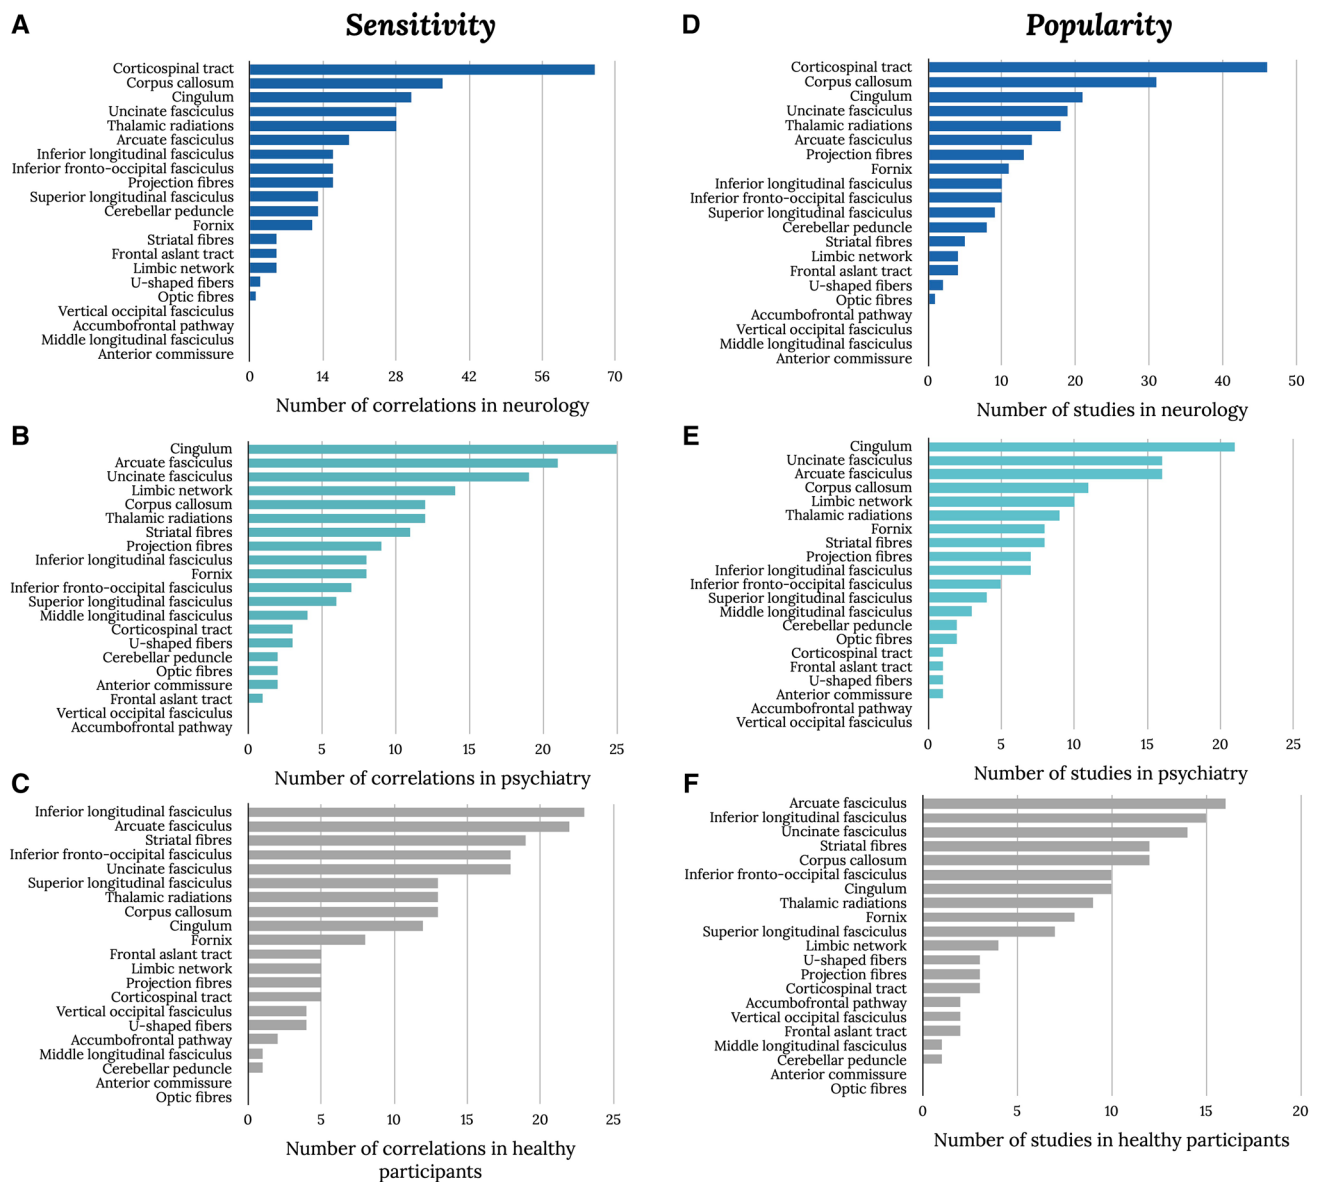 A
Sensitivity
Corticospinal tract
Corpus callosum
Cingulum
Uncinate fasciculus
Thalamic radiations
Arcuate fasciculus
Inferior longitudinal fasciculus
Inferior fronto-occipital fasciculus
Projection fibres
Superior longitudinal fasciculus
Cerebellar peduncle
Fornix
Striatal fibres
Frontal aslant tract
Limbic network
U-shaped fibers
Optic fibres
Vertical occipital fasciculus
Accumbofrontal pathway
Middle longitudinal fasciculus
Anterior commissure
0 14 28 42 56 70
Number of correlations in neurology
B
Cingulum
Arcuate fasciculus
Uncinate fasciculus
Limbic network
Corpus callosum
Thalamic radiations
Striatal fibres
Projection fibres
Inferior longitudinal fasciculus
Fornix
Inferior fronto-occipital fasciculus
Superior longitudinal fasciculus
Middle longitudinal fasciculus
Corticospinal tract
U-shaped fibers
Cerebellar peduncle
Optic fibres
Anterior commissure
Frontal aslant tract
Vertical occipital fasciculus
Accumbofrontal pathway
0 5 10 15 20 25
Number of correlations in psychiatry
C
Inferior longitudinal fasciculus
Arcuate fasciculus
Striatal fibres
Inferior fronto-occipital fasciculus
Uncinate fasciculus
Superior longitudinal fasciculus
Thalamic radiations
Corpus callosum
Cingulum
Fornix
Frontal aslant tract
Limbic network
Projection fibres
Corticospinal tract
Vertical occipital fasciculus
U-shaped fibers
Accumbofrontal pathway
Middle longitudinal fasciculus
Cerebellar peduncle
Anterior commissure
Optic fibres
0 5 10 15 20 25
Number of correlations in healthy
participants
D
Popularity
Corticospinal tract
Corpus callosum
Cingulum
Uncinate fasciculus
Thalamic radiations
Arcuate fasciculus
Projection fibres
Fornix
Inferior longitudinal fasciculus
Inferior fronto-occipital fasciculus
Superior longitudinal fasciculus
Cerebellar peduncle
Striatal fibres
Limbic network
Frontal aslant tract
U-shaped fibers
Optic fibres
Accumbofrontal pathway
Vertical occipital fasciculus
Middle longitudinal fasciculus
Anterior commissure
0 10 20 30 40 50
Number of studies in neurology
E
Cingulum
Uncinate fasciculus
Arcuate fasciculus
Corpus callosum
Limbic network
Thalamic radiations
Fornix
Striatal fibres
Projection fibres
Inferior longitudinal fasciculus
Inferior fronto-occipital fasciculus
Superior longitudinal fasciculus
Middle longitudinal fasciculus
Cerebellar peduncle
Optic fibres
Corticospinal tract
Frontal aslant tract
U-shaped fibers
Anterior commissure
Accumbofrontal pathway
Vertical occipital fasciculus
0 5 10 15 20 25
Number of studies in psychiatry
F
Arcuate fasciculus
Inferior longitudinal fasciculus
Uncinate fasciculus
Striatal fibres
Corpus callosum
Inferior fronto-occipital fasciculus
Cingulum
Thalamic radiations
Fornix
Superior longitudinal fasciculus
Limbic network
U-shaped fibers
Projection fibres
Corticospinal tract
Accumbofrontal pathway
Vertical occipital fasciculus
Frontal aslant tract
Middle longitudinal fasciculus
Cerebellar peduncle
Anterior commissure
Optic fibres
0 5 10 15 20
Number of studies in healthy participants